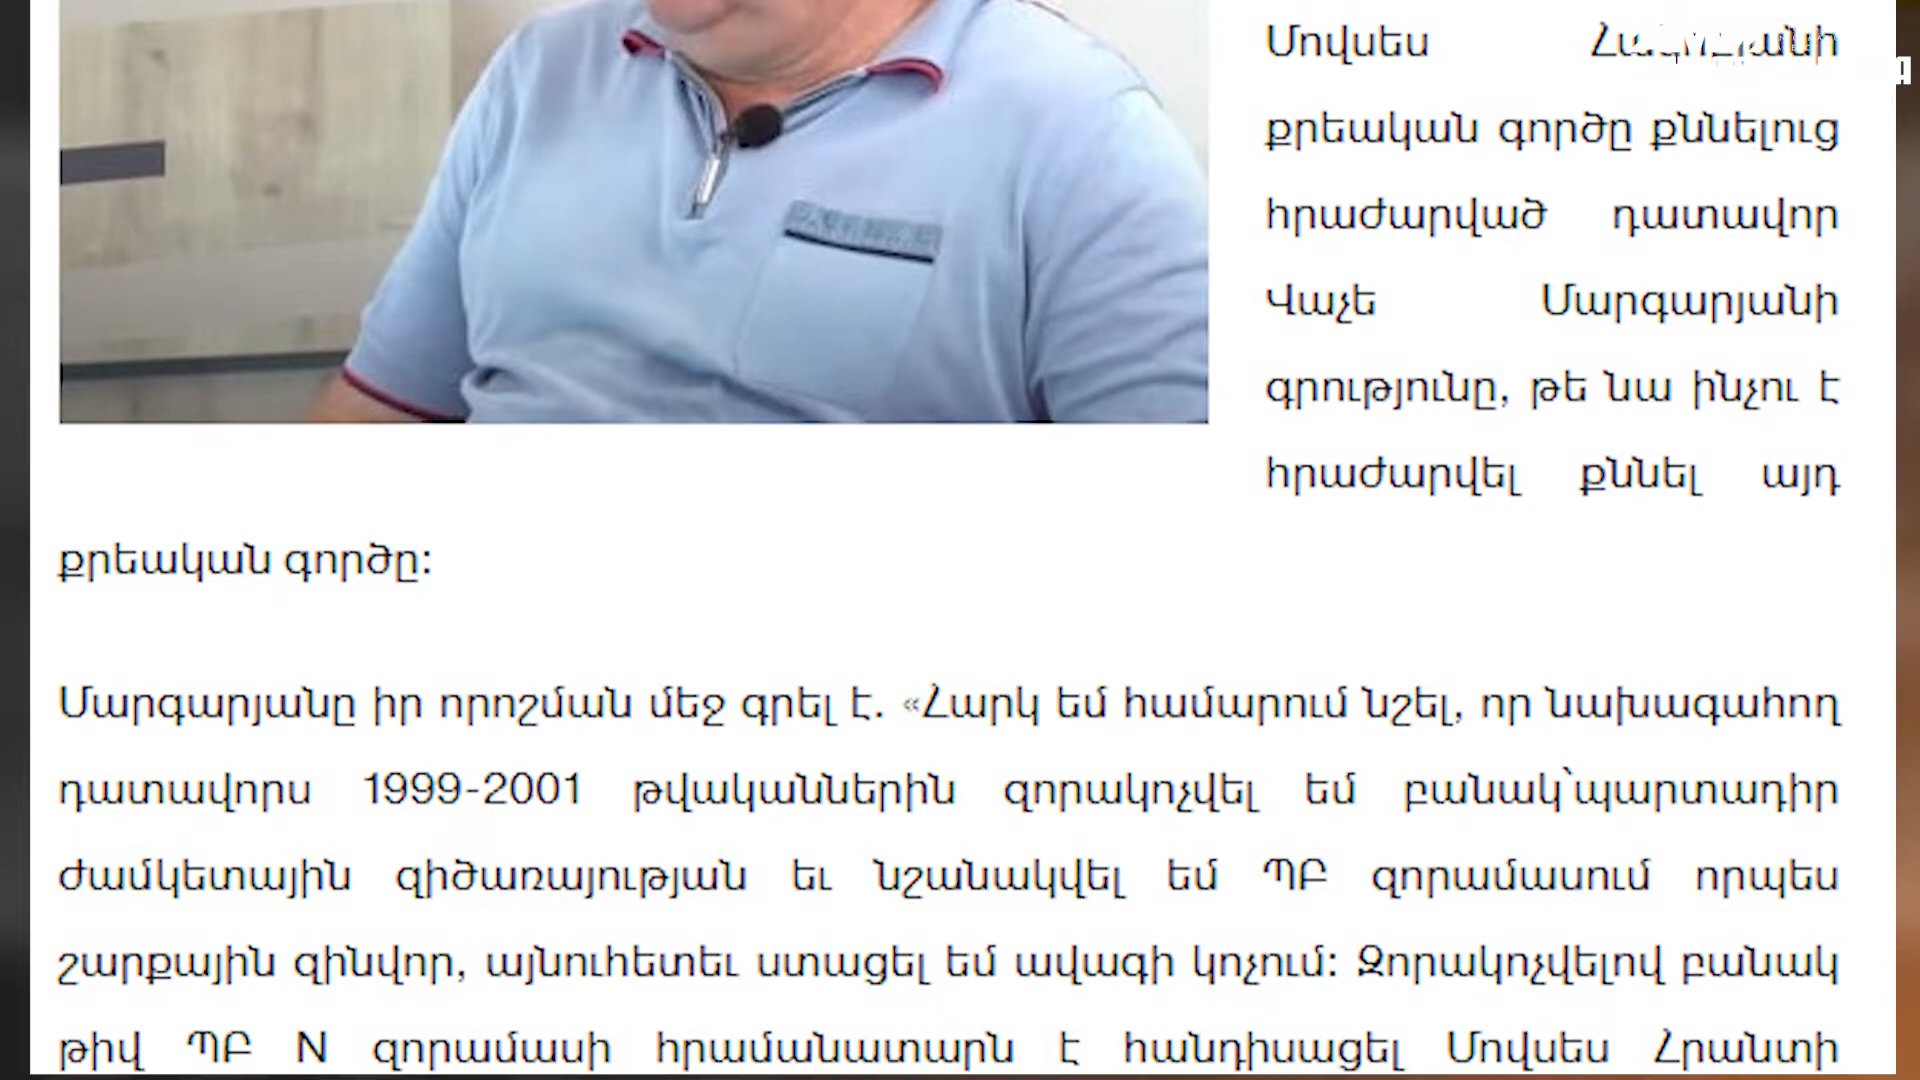 Մովսես
քրեական գործը քննելուց
հրաժարված դատավոր
Վաչե Մարգարյանի
գրությունը, թե նա ինչու է
հրաժարվել քննել այդ
քրեական գործը:
Մարգարյանը իր որոշման մեջ գրել է. «Հարկ եմ համարում նշել, որ նախագահող
դատավորս 1999-2001 թվականներին զորակոչվել եմ բանակ՝պարտադիր
ժամկետային զիծառայության եւ նշանակվել եմ ՊԲ զորամասում որպես
շարքային զինվոր, այնուհետեւ ստացել եմ ավագի կոչում: Զորակոչվելով բանակ
թիվ ՊԲ N զորամասի հրամանատարն է հանդիսացել Մովսես Հրանտի